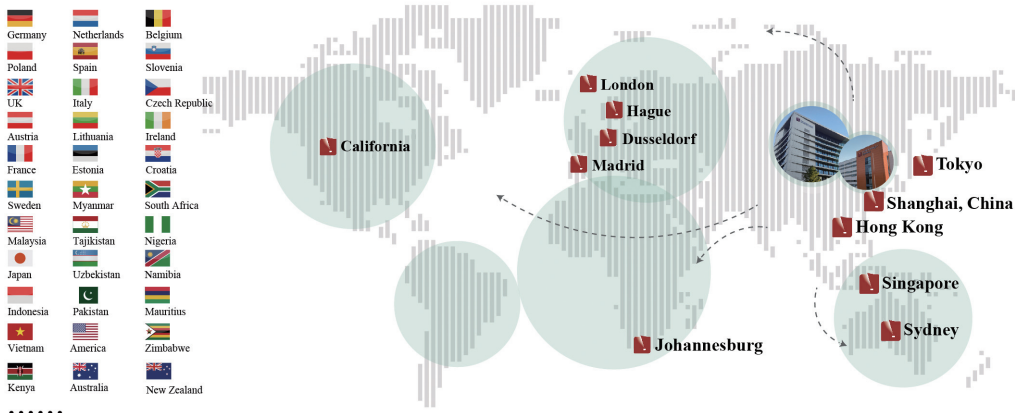 Germany Netherlands Belgium
Poland Spain Slovenia
UK Italy Czech Republic
Austria Lithuania Ireland
France Estonia Croatia
Sweden Myanmar South Africa
Malaysia Tajikistan Nigeria
Japan Uzbekistan Namibia
Indonesia Pakistan Mauritius
Vietnam America Zimbabwe
Kenya Australia New Zealand
......
London
Hague
Dusseldorf
California
Madrid
Tokyo
Shanghai, China
Hong Kong
Singapore
Sydney
Johannesburg